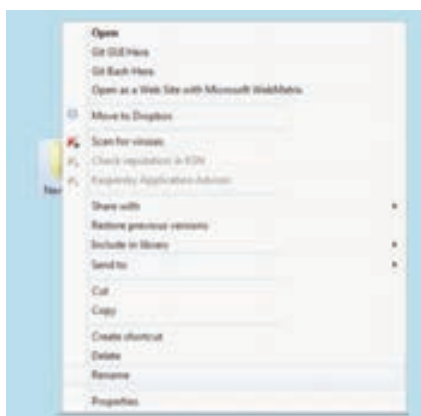 Open
Git GUI Here
Git Bash Here
Open as a Web Site with Microsoft WebMatrix
Move to Dropbox
Scan for viruses
Check reputation in KSN
Kaspersky Application Advisor
Share with
Restore previous versions
Include in library
Send to
Cut
Copy
Create shortcut
Delete
Rename
Properties